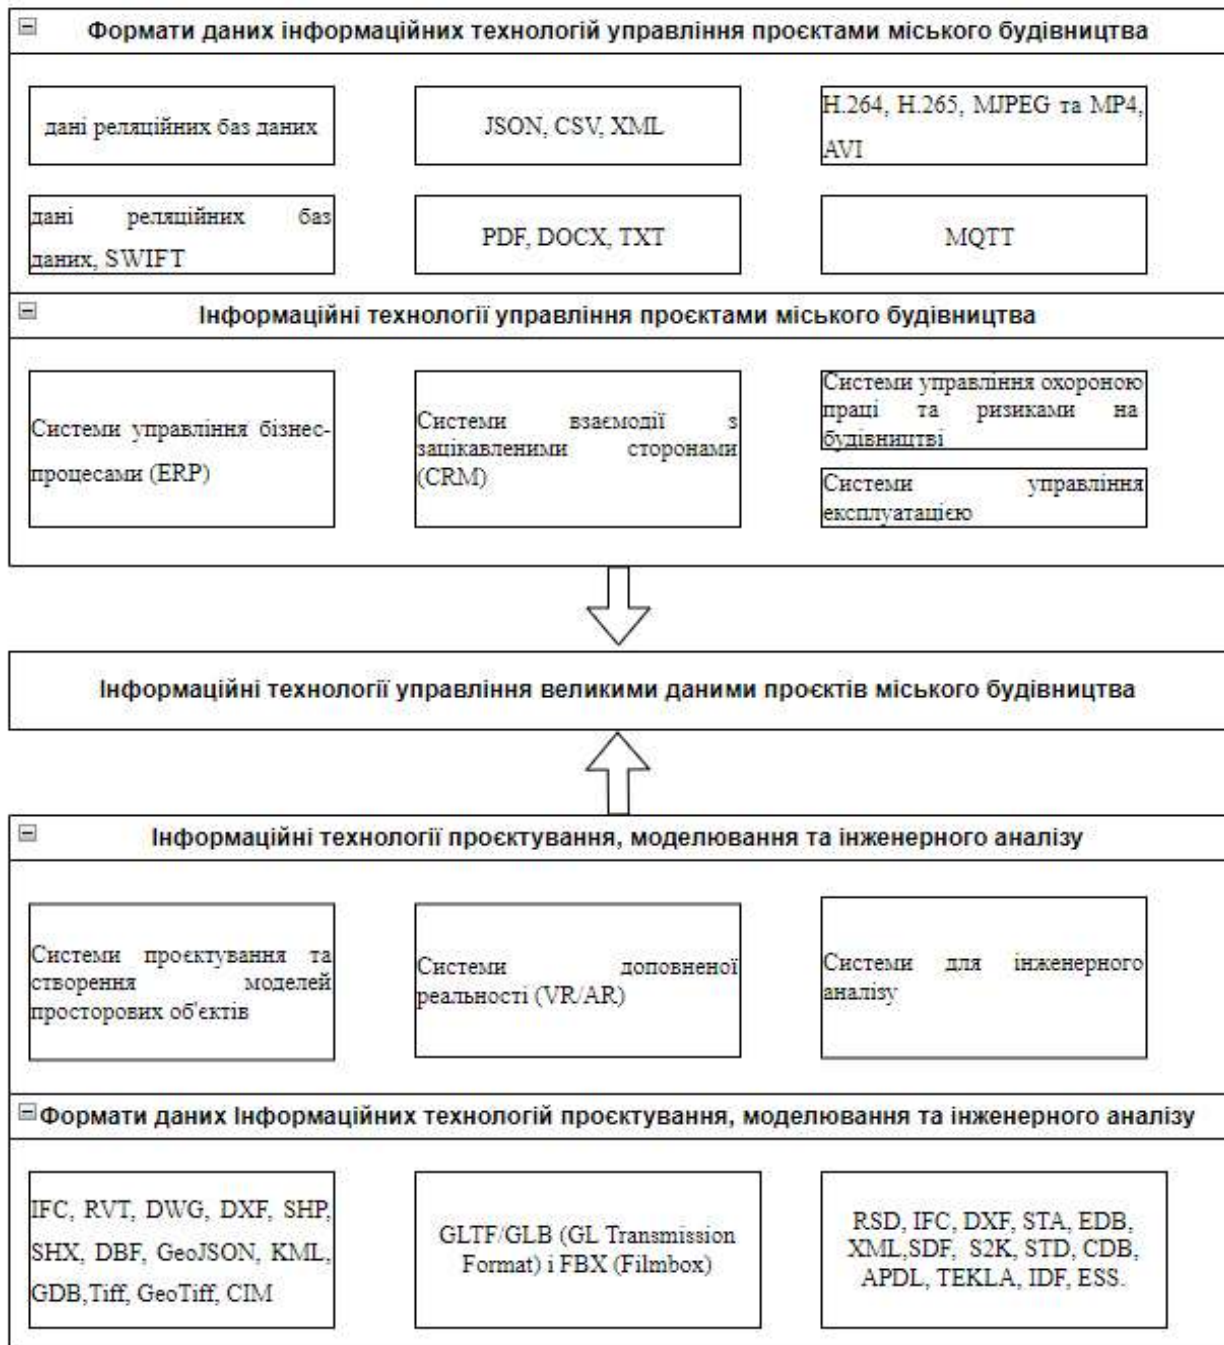 Формати даних інформаційних технологій управління проєктами міського будівництва
дані реляційних баз даних
JSON, CSV, XML
H.264, H.265, MJPEG та MP4,
AVI
дані реляційних баз
даних, SWIFT
PDF, DOCX, TXT
MQTT
Інформаційні технології управління проєктами міського будівництва
Системи управління бізнес-
процесами (ERP)
Системи взаємодії з
зацікавленими сторонами
(CRM)
Системи управління охороною
праці та ризиками на
будівництві
Системи управління
експлуатацією
Інформаційні технології управління великими даними проєктів міського будівництва
Інформаційні технології проєктування, моделювання та інженерного аналізу
Системи проєктування та
створення моделей
просторових об'єктів
Системи доповненої
реальності (VR/AR)
Системи для інженерного
аналізу
Формати даних Інформаційних технологій проєктування, моделювання та інженерного аналізу
IFC, RVT, DWG, DXF, SHP,
SHX, DBF, GeoJSON, KML,
GDB,Tiff, GeoTiff, CIM
GLTF/GLB (GL Transmission
Format) і FBX (Filmbox)
RSD, IFC, DXF, STA, EDB,
XML,SDF, S2K, STD, CDB,
APDL, TEKLA, IDF, ESS.